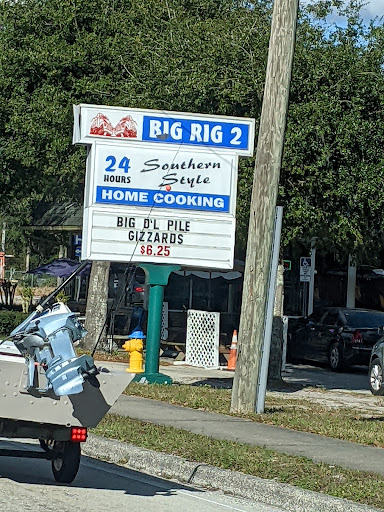 BIG RIG 2
24
HOURS
Southern
Style
HOME COOKING
BIG O'L PILE
GIZZARDS
$6.25